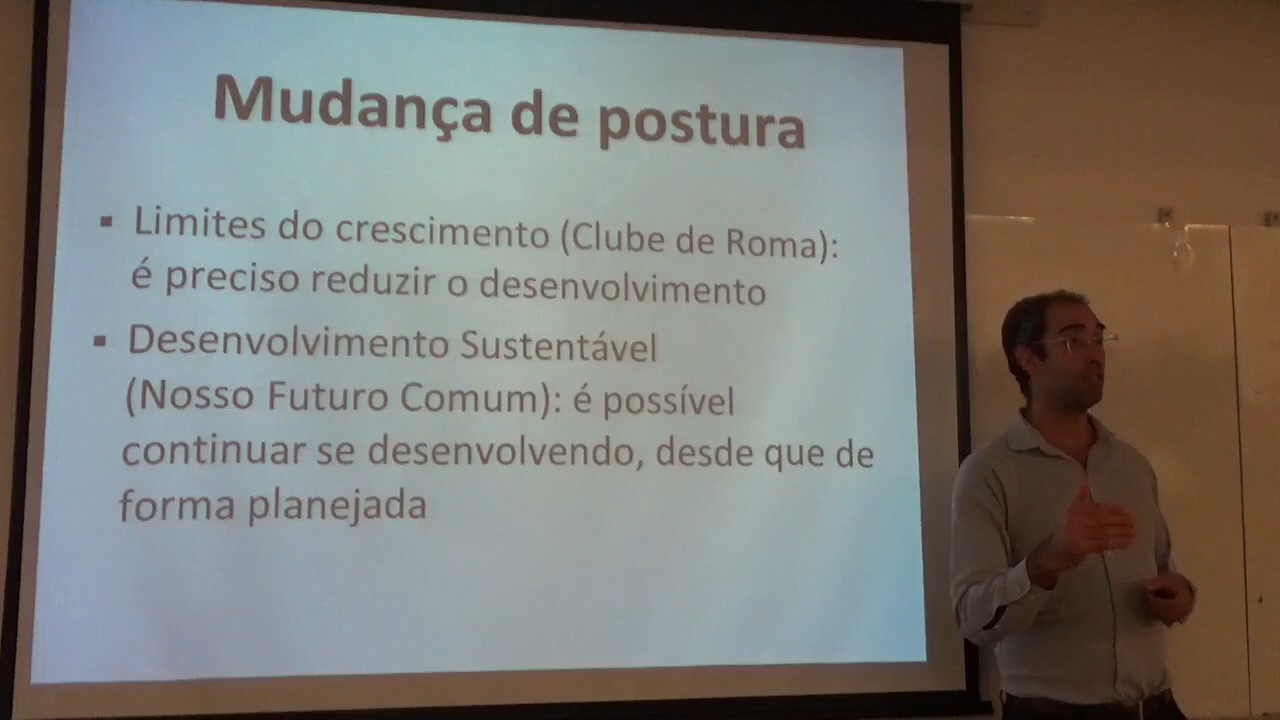 Mudança de postura
▪ Limites do crescimento (Clube de Roma):
é preciso reduzir o desenvolvimento
▪ Desenvolvimento Sustentável
(Nosso Futuro Comum): é possível
continuar se desenvolvendo, desde que de
forma planejada